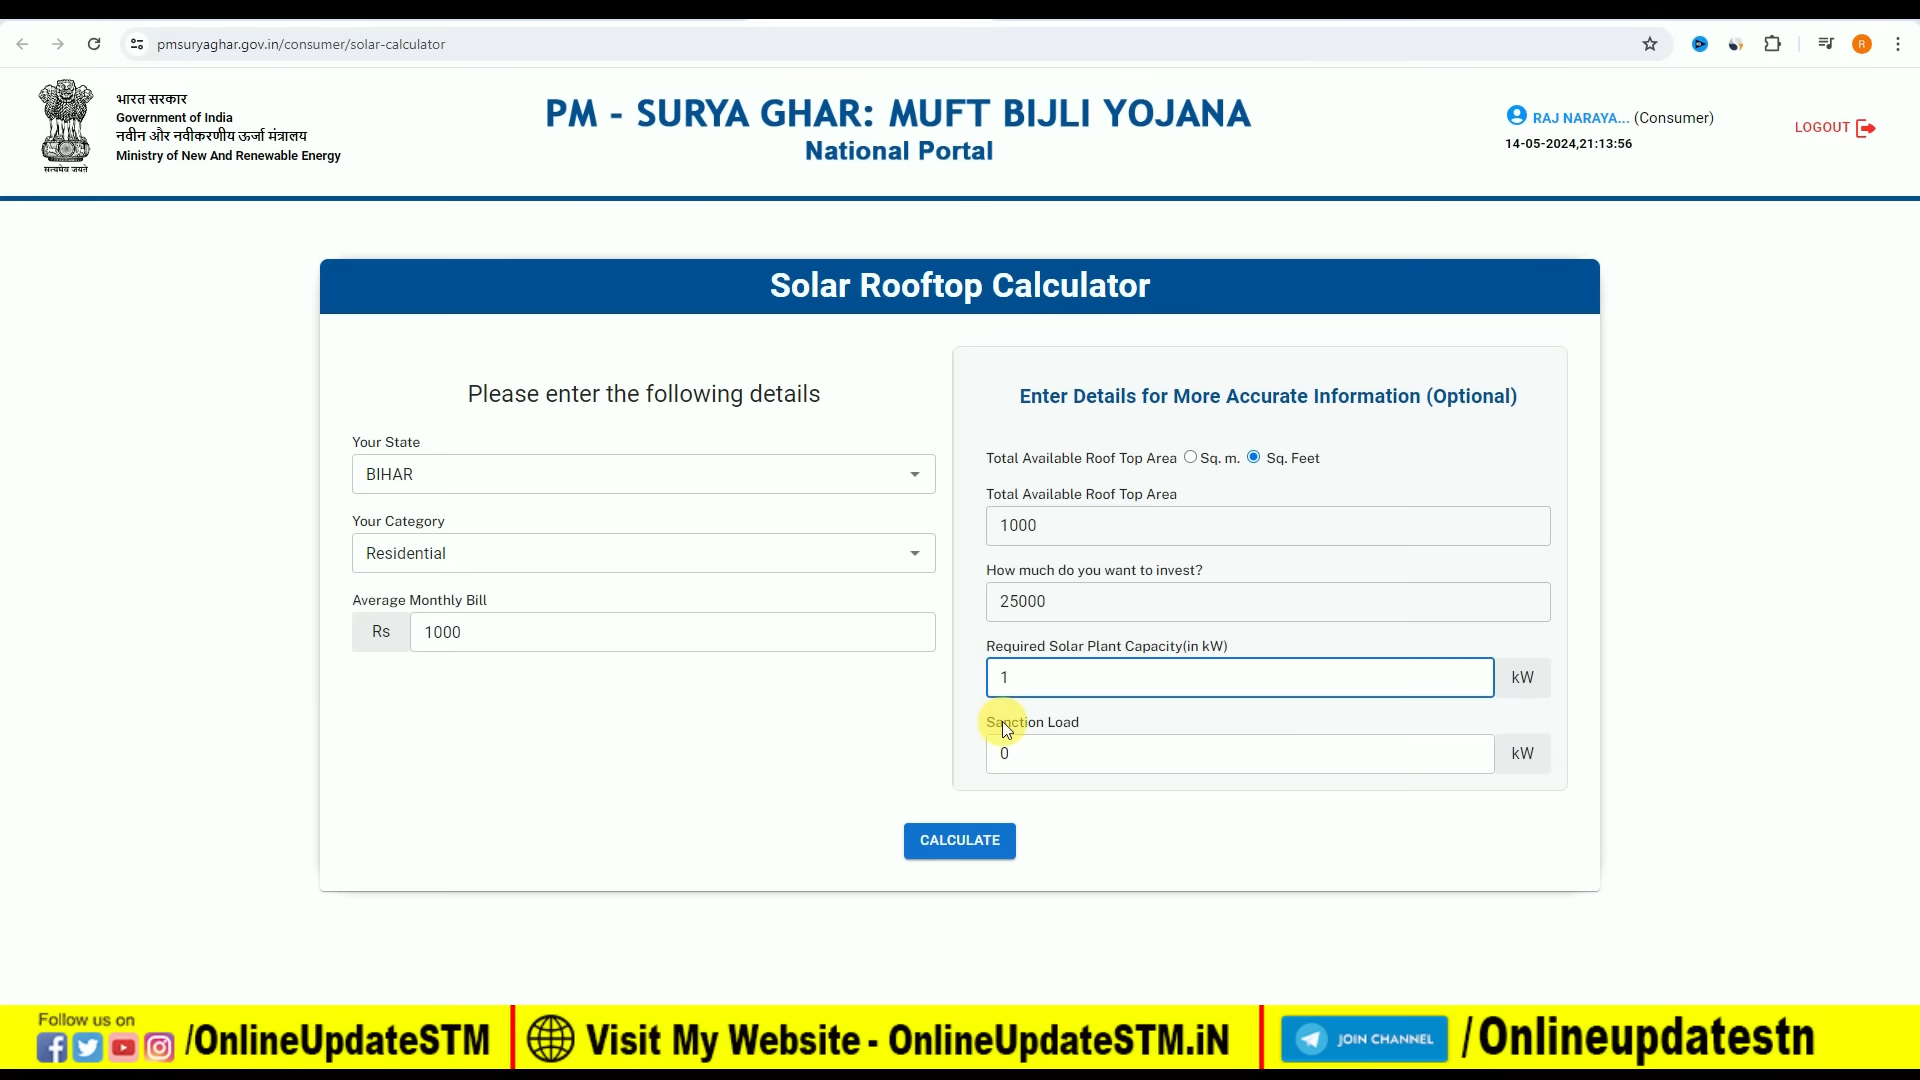 pmsuryaghar.gov.in/consumer/solar-calculator
R
भारत सरकार
Government of India
नवीन और नवीकरणीय ऊर्जा मंत्रालय
Ministry of New And Renewable Energy
सत्यमेव जयते
PM - SURYA GHAR: MUFT BIJLI YOJANA
National Portal
RAJ NARAYA... (Consumer)
14-05-2024,21:13:56
LOGOUT
Solar Rooftop Calculator
Please enter the following details
Your State
BIHAR
Your Category
Residential
Average Monthly Bill
Rs 1000
Enter Details for More Accurate Information (Optional)
Total Available Roof Top Area Sq. m. Sq. Feet
Total Available Roof Top Area
1000
How much do you want to invest?
25000
Required Solar Plant Capacity(in kW)
1 kW
Sanction Load
0 kW
CALCULATE
Follow us on
/OnlineUpdateSTM
Visit My Website - OnlineUpdateSTM.iN
JOIN CHANNEL
/Onlineupdatestn